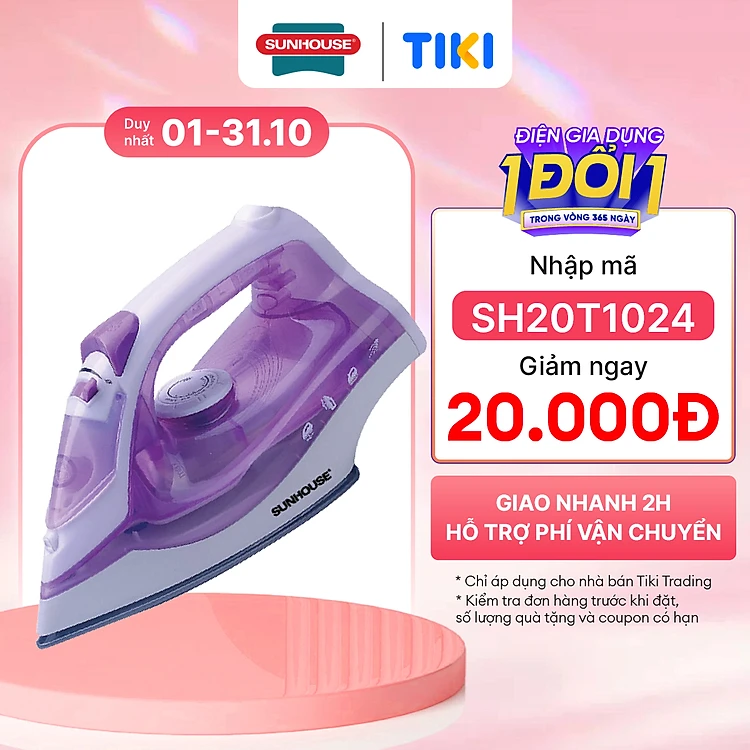 SUNHOUSE®
TIKI
Duy nhất 01-31.10
ĐIỆN GIA DỤNG
1 ĐỔI 1
TRONG VÒNG 365 NGÀY
Nhập mã
SH20T1024
Giảm ngay
20.000Đ
GIAO NHANH 2H
HỖ TRỢ PHÍ VẬN CHUYỂN
* Chỉ áp dụng cho nhà bán Tiki Trading
* Kiểm tra đơn hàng trước khi đặt,
số lượng quà tặng và coupon có hạn
SUNHOUSE®